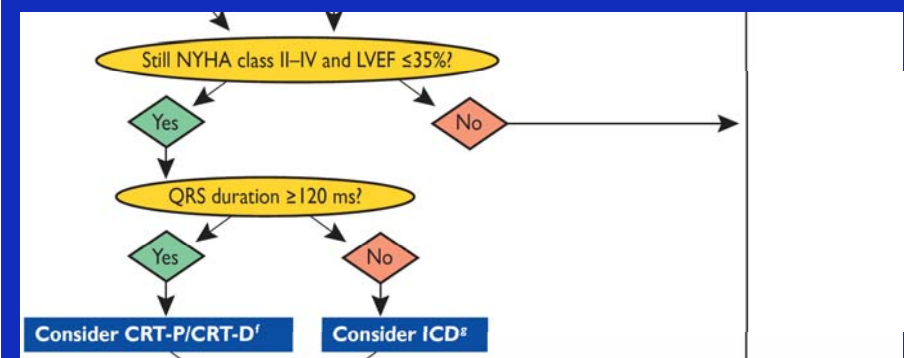 Still NYHA class II–IV and LVEF ≤35%?
Yes
No
QRS duration ≥120 ms?
Yes
No
Consider CRT-P/CRT-Dᶠ
Consider ICDᵍ